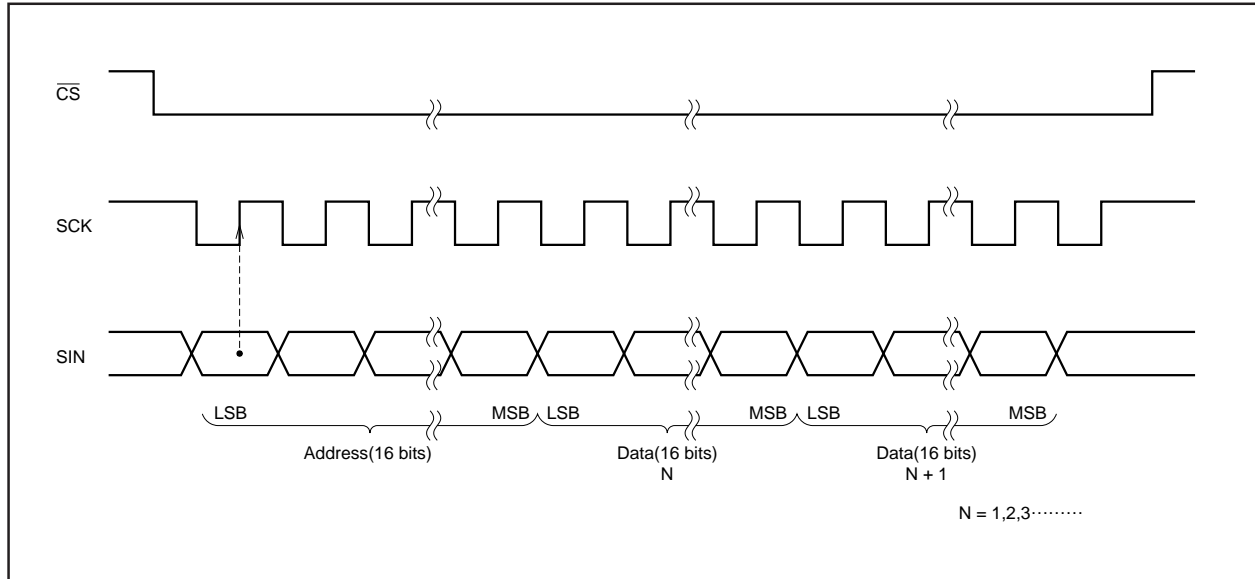 C̅S̅
SCK
SIN
LSB MSB LSB MSB LSB MSB
Address(16 bits) Data(16 bits) Data(16 bits)
N N + 1
N = 1,2,3·········